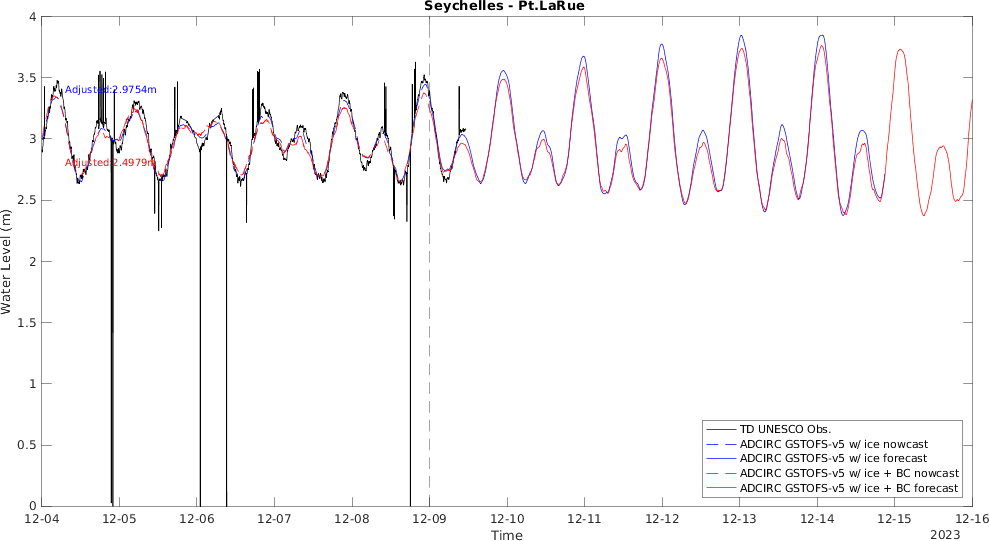 Seychelles - Pt.LaRue
Water Level (m)
4
3.5
3
2.5
2
1.5
1
0.5
0
Adjusted:2.9754m
Adjusted:2.4979m
TD UNESCO Obs.
ADCIRC GSTOFS-v5 w/ ice nowcast
ADCIRC GSTOFS-v5 w/ ice forecast
ADCIRC GSTOFS-v5 w/ ice + BC nowcast
ADCIRC GSTOFS-v5 w/ ice + BC forecast
12-04 12-05 12-06 12-07 12-08 12-09 12-10 12-11 12-12 12-13 12-14 12-15 12-16
Time
2023